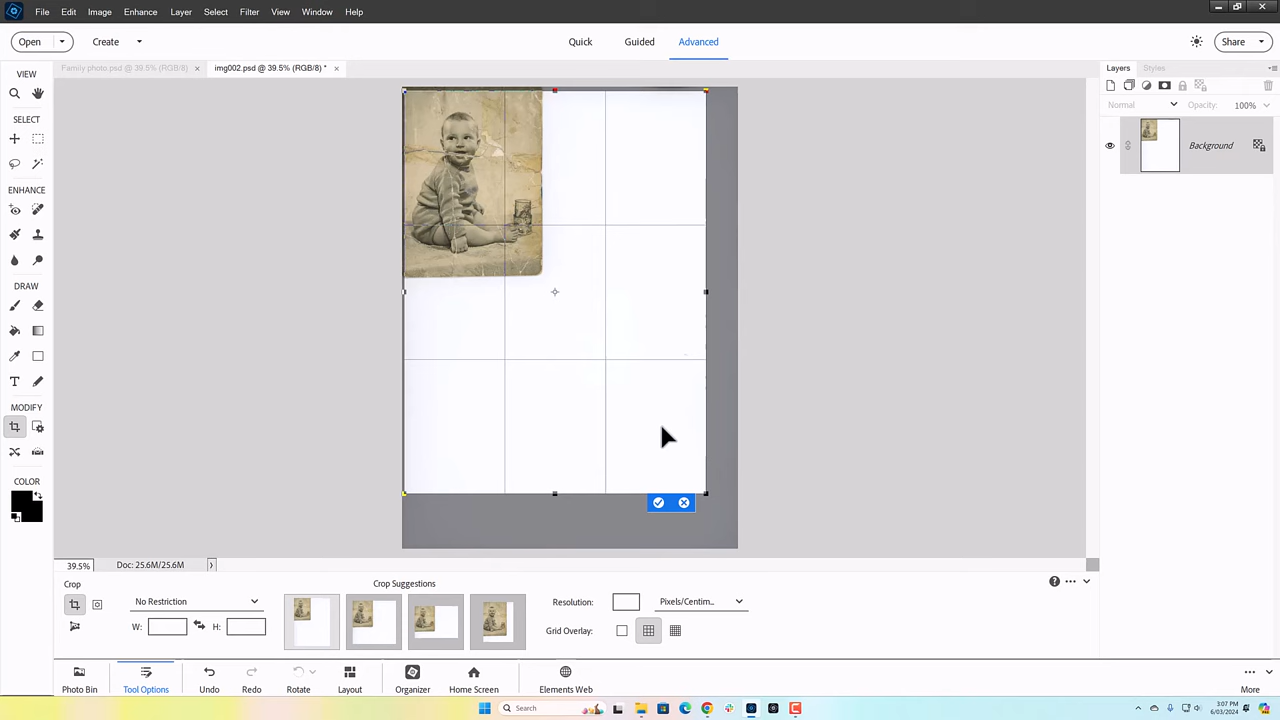 File Edit Image Enhance Layer Select Filter View Window Help
Open Create Quick Guided Advanced Share
VIEW Family photo.psd @ 39.5% (RGB/8) × img002.psd @ 39.5% (RGB/8) * × Layers Styles
Normal Opacity: 100%
SELECT
Background
ENHANCE
DRAW
MODIFY
COLOR
39.5% Doc: 25.6M/25.6M
Crop Crop Suggestions
No Restriction Resolution: Pixels/Centim...
W: H: Grid Overlay:
Photo Bin Tool Options Undo Redo Rotate Layout Organizer Home Screen Elements Web More
Search 3:07 PM
6/03/2024